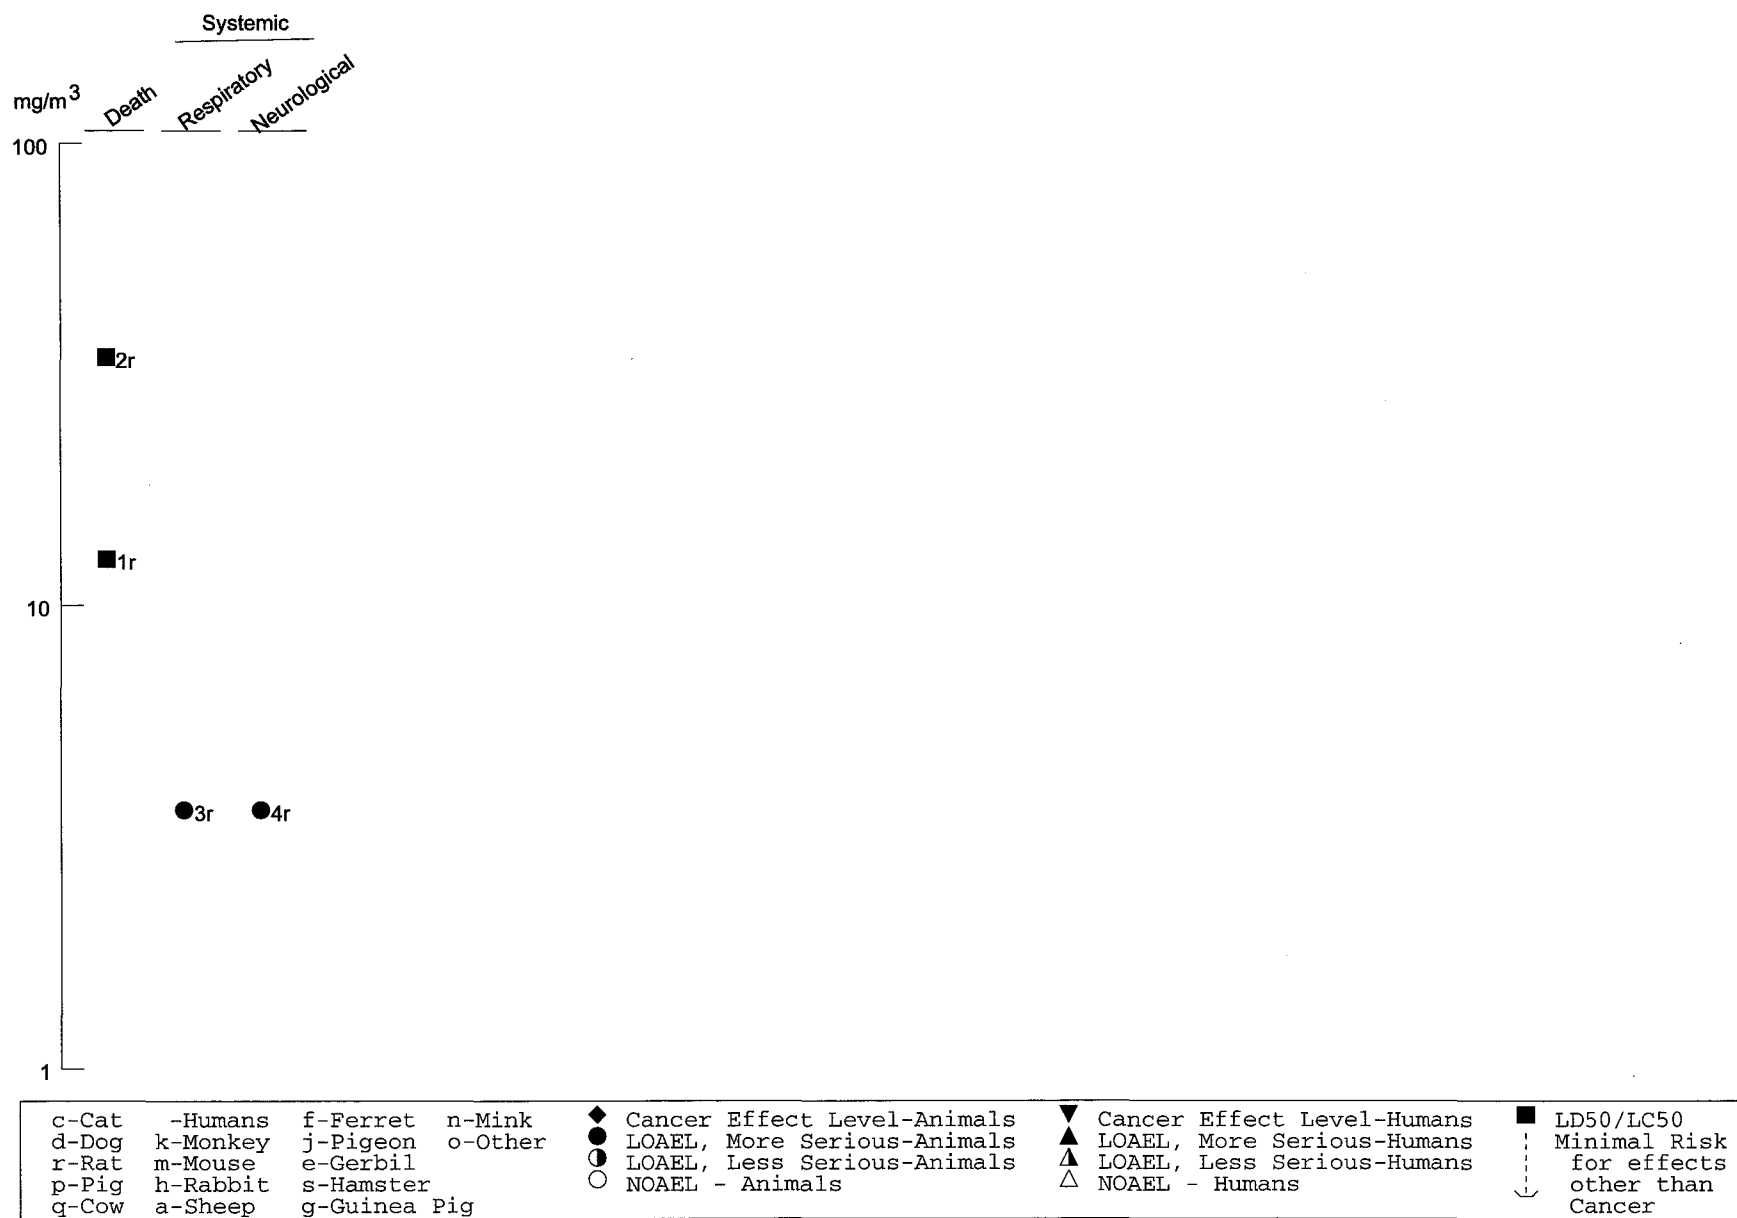 Systemic
mg/m3 Death Respiratory Neurological
100
2r
1r
10
3r 4r
1
c-Cat -Humans f-Ferret n-Mink
d-Dog k-Monkey j-Pigeon o-Other
r-Rat m-Mouse e-Gerbil
p-Pig h-Rabbit s-Hamster
q-Cow a-Sheep g-Guinea Pig
Cancer Effect Level-Animals
LOAEL, More Serious-Animals
LOAEL, Less Serious-Animals
NOAEL - Animals
Cancer Effect Level-Humans
LOAEL, More Serious-Humans
LOAEL, Less Serious-Humans
NOAEL - Humans
LD50/LC50
Minimal Risk
for effects
other than
Cancer